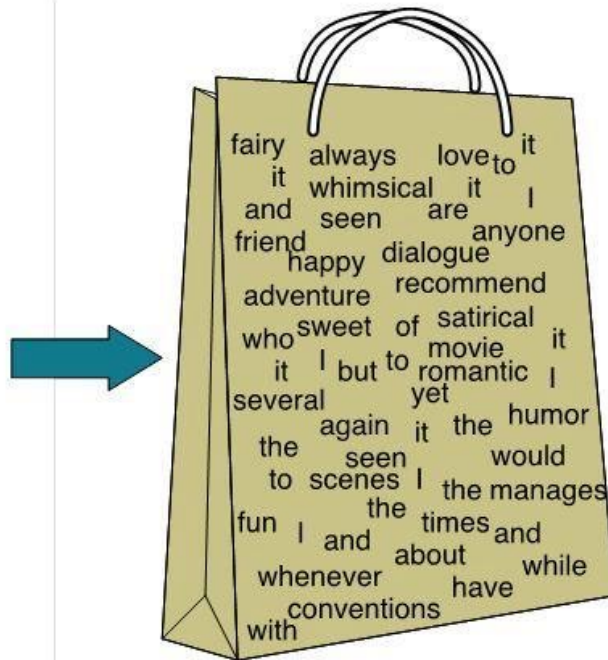 fairy always love to it
it whimsical it I
and seen are anyone
friend happy dialogue
adventure recommend
who sweet of satirical it
it I but to movie romantic I
several yet
again it the humor
the seen would
to scenes I the manages
fun I and the times and
about while
whenever have
conventions
with